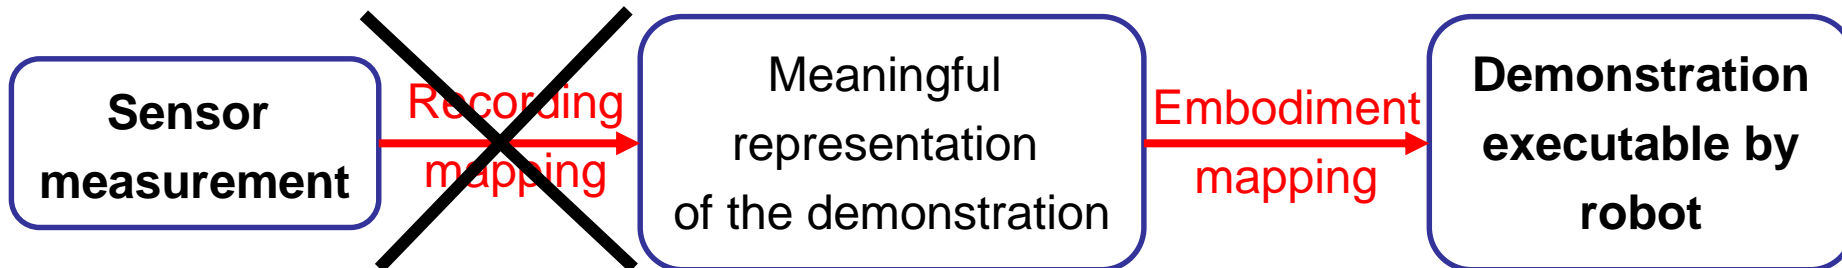 Sensor
measurement
Recording
mapping
Meaningful
representation
of the demonstration
Embodiment
mapping
Demonstration
executable by
robot